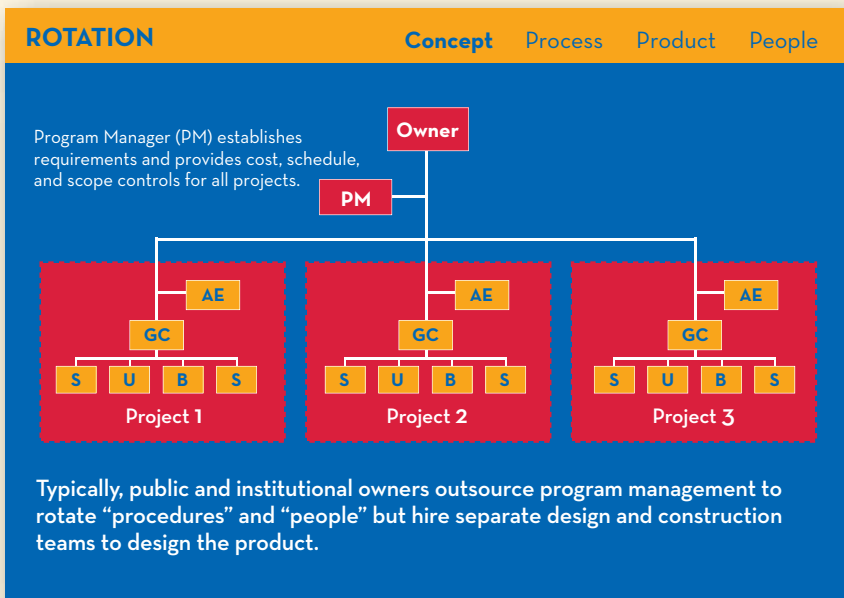 ROTATION
Concept Process Product People
Owner
Program Manager (PM) establishes
requirements and provides cost, schedule,
and scope controls for all projects.
PM
AE
GC
S U B S
Project 1
AE
GC
S U B S
Project 2
AE
GC
S U B S
Project 3
Typically, public and institutional owners outsource program management to
rotate “procedures” and “people” but hire separate design and construction
teams to design the product.